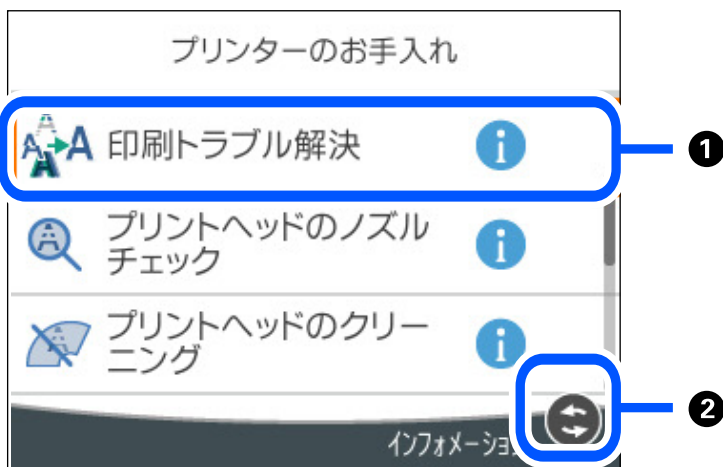 プリンターのお手入れ
印刷トラブル解決
❶
プリントヘッドのノズル
チェック
プリントヘッドのクリー
ニング
❷
インフォメーショ